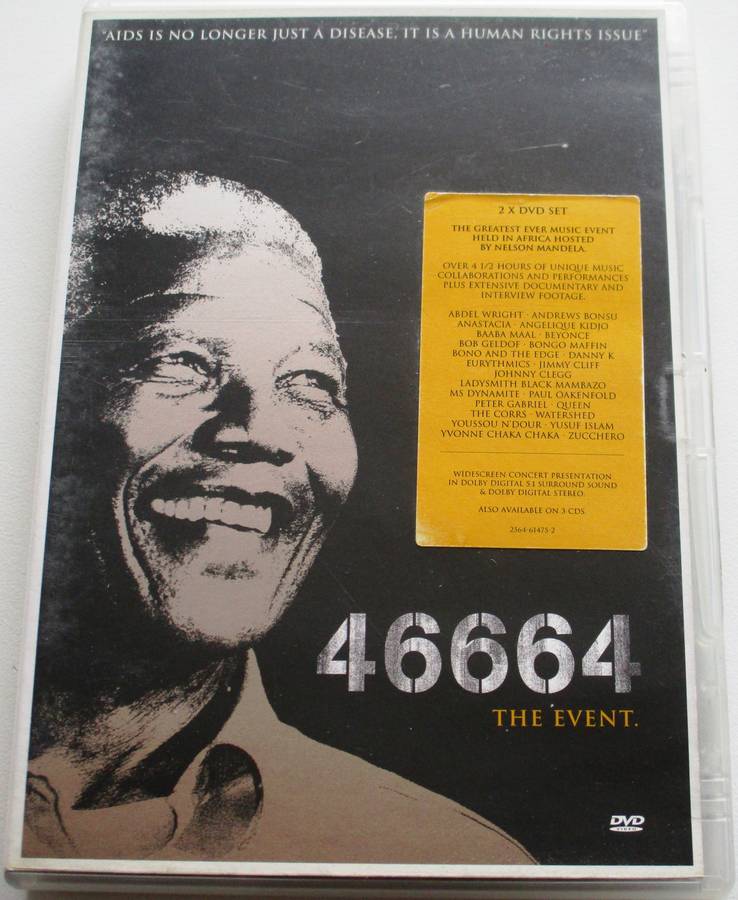 "AIDS IS NO LONGER JUST A DISEASE, IT IS A HUMAN RIGHTS ISSUE"
2 X DVD SET
THE GREATEST EVER MUSIC EVENT
HELD IN AFRICA HOSTED
BY NELSON MANDELA.
OVER 4 1/2 HOURS OF UNIQUE MUSIC
COLLABORATIONS AND PERFORMANCES
PLUS EXTENSIVE DOCUMENTARY AND
INTERVIEW FOOTAGE.
ABDEL WRIGHT · ANDREWS BONSU
ANASTACIA · ANGELIQUE KIDJO
BAABA MAAL · BEYONCE
BOB GELDOF · BONGO MAFFIN
BONO AND THE EDGE · DANNY K
EURYTHMICS · JIMMY CLIFF
JOHNNY CLEGG
LADYSMITH BLACK MAMBAZO
MS DYNAMITE · PAUL OAKENFOLD
PETER GABRIEL · QUEEN
THE CORRS · WATERSHED
YOUSSOU N'DOUR · YUSUF ISLAM
YVONNE CHAKA CHAKA · ZUCCHERO
WIDESCREEN CONCERT PRESENTATION
IN DOLBY DIGITAL 5.1 SURROUND SOUND
& DOLBY DIGITAL STEREO.
ALSO AVAILABLE ON 3 CDS
2564-61475-2
46664
THE EVENT.
DVD
VIDEO